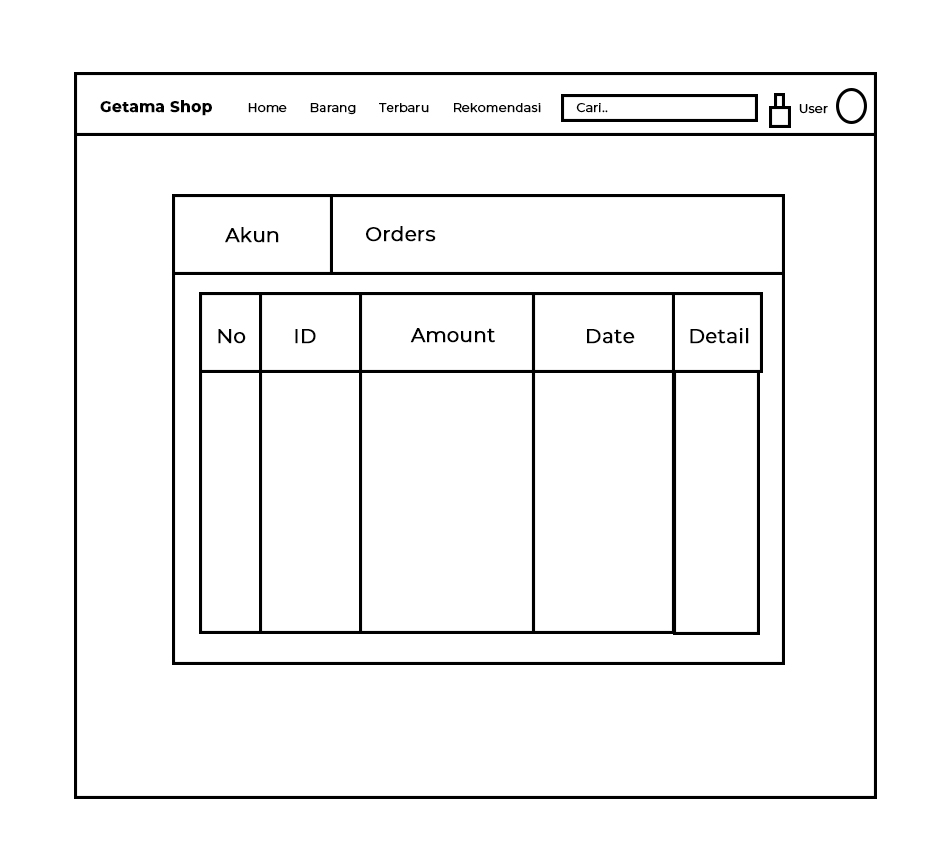 Getama Shop Home Barang Terbaru Rekomendasi Cari.. User
Akun Orders
No ID Amount Date Detail